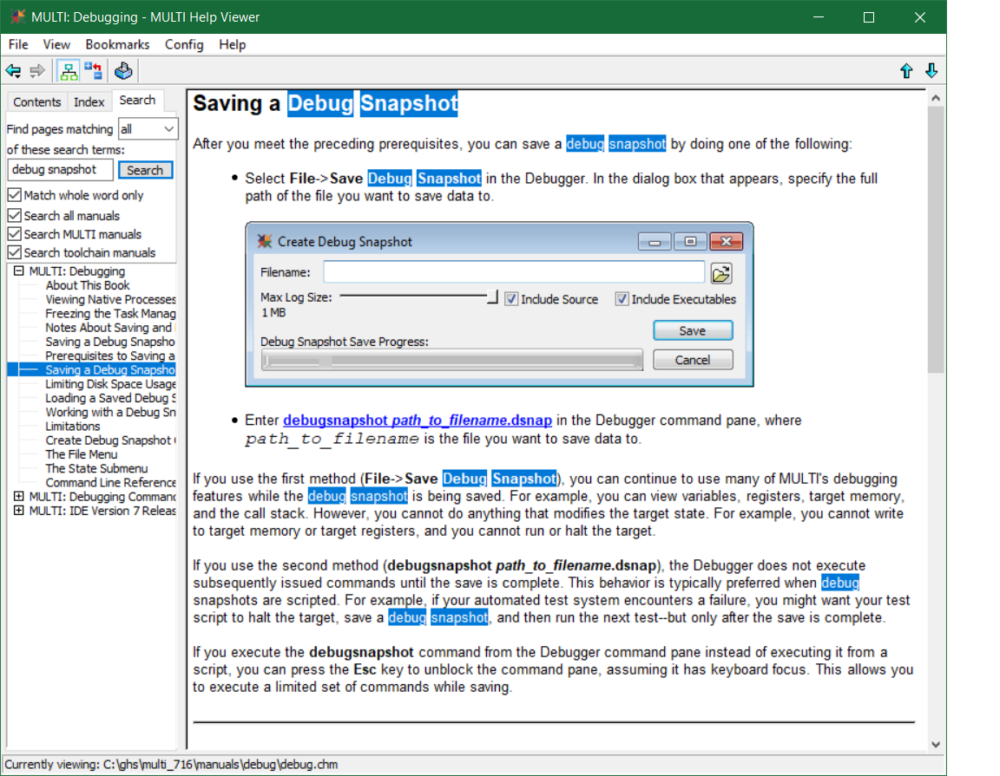 MULTI: Debugging - MULTI Help Viewer
File View Bookmarks Config Help
Contents Index Search
Find pages matching all
of these search terms:
debug snapshot Search
Match whole word only
Search all manuals
Search MULTI manuals
Search toolchain manuals
MULTI: Debugging
About This Book
Viewing Native Processes
Freezing the Task Manag
Notes About Saving and
Saving a Debug Snapsho
Prerequisites to Saving a
Saving a Debug Snapsho
Limiting Disk Space Usage
Loading a Saved Debug S
Working with a Debug Sn
Limitations
Create Debug Snapshot
The File Menu
The State Submenu
Command Line Reference
MULTI: Debugging Command
MULTI: IDE Version 7 Releas
Saving a Debug Snapshot
After you meet the preceding prerequisites, you can save a debug snapshot by doing one of the following:
• Select File->Save Debug Snapshot in the Debugger. In the dialog box that appears, specify the full
path of the file you want to save data to.
Create Debug Snapshot
Filename:
Max Log Size: Include Source Include Executables
1 MB
Save
Debug Snapshot Save Progress:
Cancel
• Enter debugsnapshot path_to_filename.dsnap in the Debugger command pane, where
path_to_filename is the file you want to save data to.
If you use the first method (File->Save Debug Snapshot), you can continue to use many of MULTI's debugging
features while the debug snapshot is being saved. For example, you can view variables, registers, target memory,
and the call stack. However, you cannot do anything that modifies the target state. For example, you cannot write
to target memory or target registers, and you cannot run or halt the target.
If you use the second method (debugsnapshot path_to_filename.dsnap), the Debugger does not execute
subsequently issued commands until the save is complete. This behavior is typically preferred when debug
snapshots are scripted. For example, if your automated test system encounters a failure, you might want your test
script to halt the target, save a debug snapshot, and then run the next test--but only after the save is complete.
If you execute the debugsnapshot command from the Debugger command pane instead of executing it from a
script, you can press the Esc key to unblock the command pane, assuming it has keyboard focus. This allows you
to execute a limited set of commands while saving.
Currently viewing: C:\ghs\multi_716\manuals\debug\debug.chm